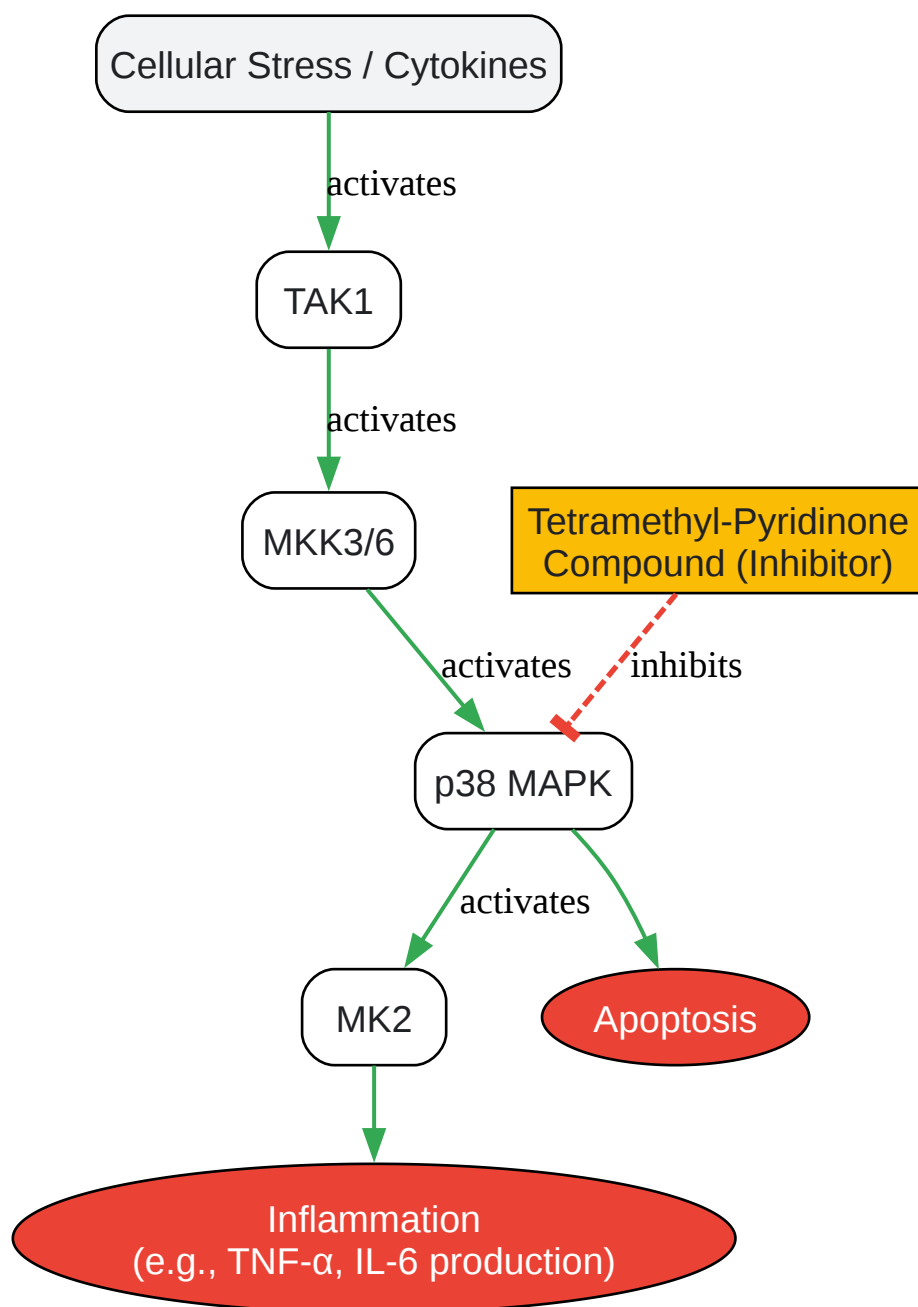 Cellular Stress / Cytokines
activates
TAK1
activates
MKK3/6
Tetramethyl-Pyridinone
Compound (Inhibitor)
activates
inhibits
p38 MAPK
activates
MK2
Apoptosis
Inflammation
(e.g., TNF-α, IL-6 production)